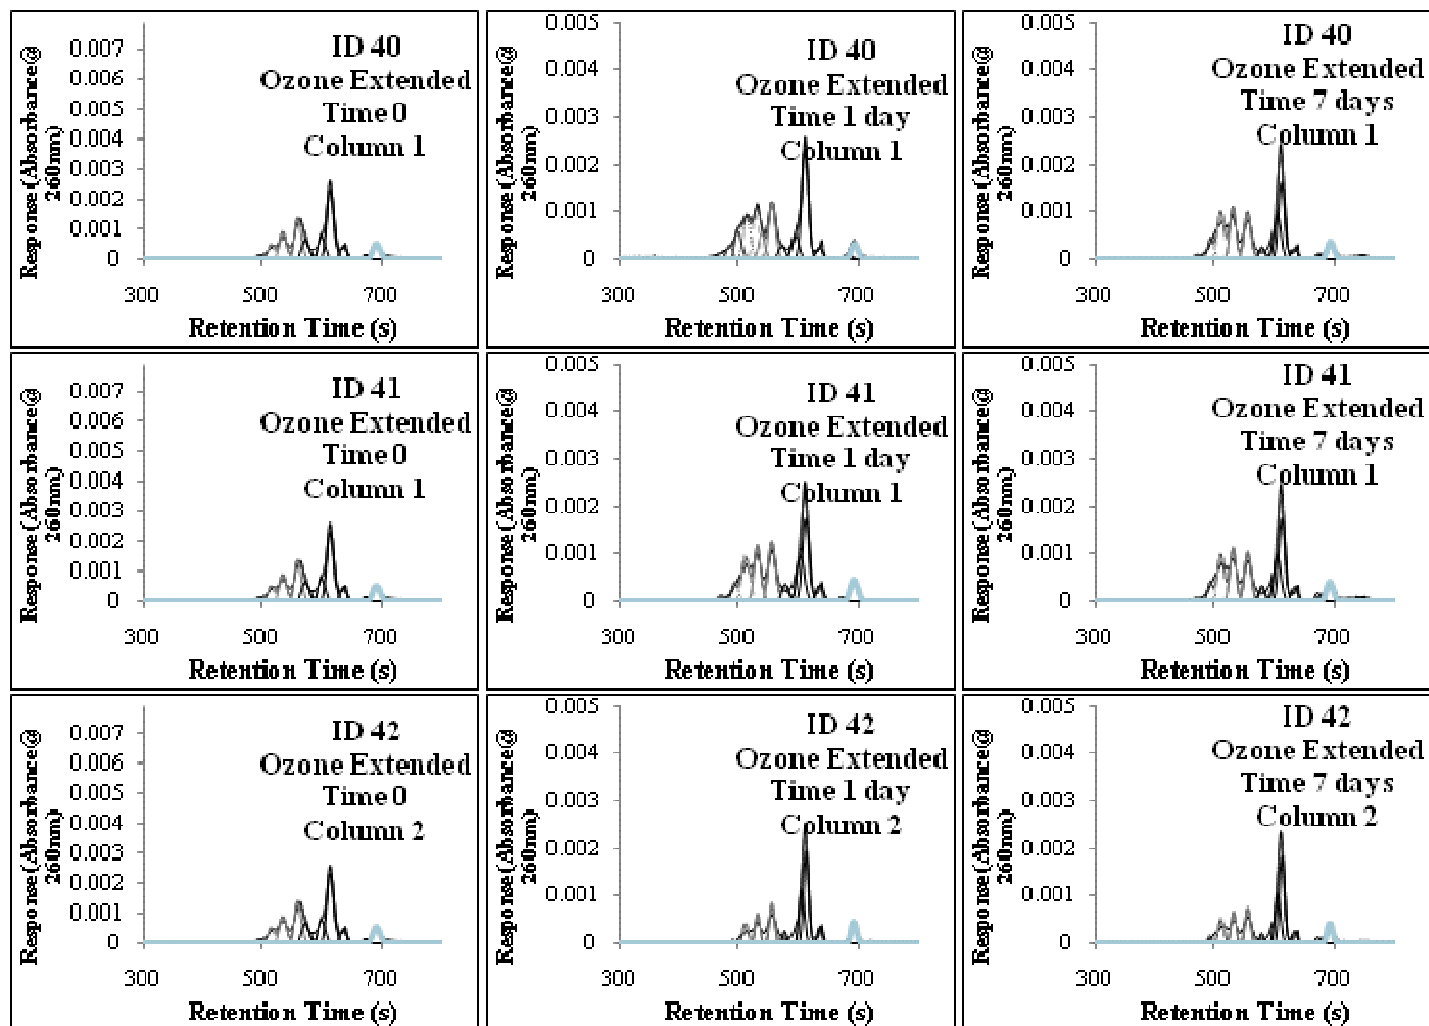 ID 40
Ozone Extended
Time 0
Column 1
Response (Absorbance@
260nm)
0.007
0.006
0.005
0.004
0.003
0.002
0.001
0
300 500 700
Retention Time (s)
ID 40
Ozone Extended
Time 1 day
Column 1
Response (Absorbance@
260nm)
0.005
0.004
0.003
0.002
0.001
0
300 500 700
Retention Time (s)
ID 40
Ozone Extended
Time 7 days
Column 1
Response (Absorbance@
260nm)
0.005
0.004
0.003
0.002
0.001
0
300 500 700
Retention Time (s)
ID 41
Ozone Extended
Time 0
Column 1
Response (Absorbance@
260nm)
0.007
0.006
0.005
0.004
0.003
0.002
0.001
0
300 500 700
Retention Time (s)
ID 41
Ozone Extended
Time 1 day
Column 1
Response (Absorbance@
260nm)
0.005
0.004
0.003
0.002
0.001
0
300 500 700
Retention Time (s)
ID 41
Ozone Extended
Time 7 days
Column 1
Response (Absorbance@
260nm)
0.005
0.004
0.003
0.002
0.001
0
300 500 700
Retention Time (s)
ID 42
Ozone Extended
Time 0
Column 2
Response (Absorbance@
260nm)
0.007
0.006
0.005
0.004
0.003
0.002
0.001
0
300 500 700
Retention Time (s)
ID 42
Ozone Extended
Time 1 day
Column 2
Response (Absorbance@
260nm)
0.005
0.004
0.003
0.002
0.001
0
300 500 700
Retention Time (s)
ID 42
Ozone Extended
Time 7 days
Column 2
Response (Absorbance@
260nm)
0.005
0.004
0.003
0.002
0.001
0
300 500 700
Retention Time (s)